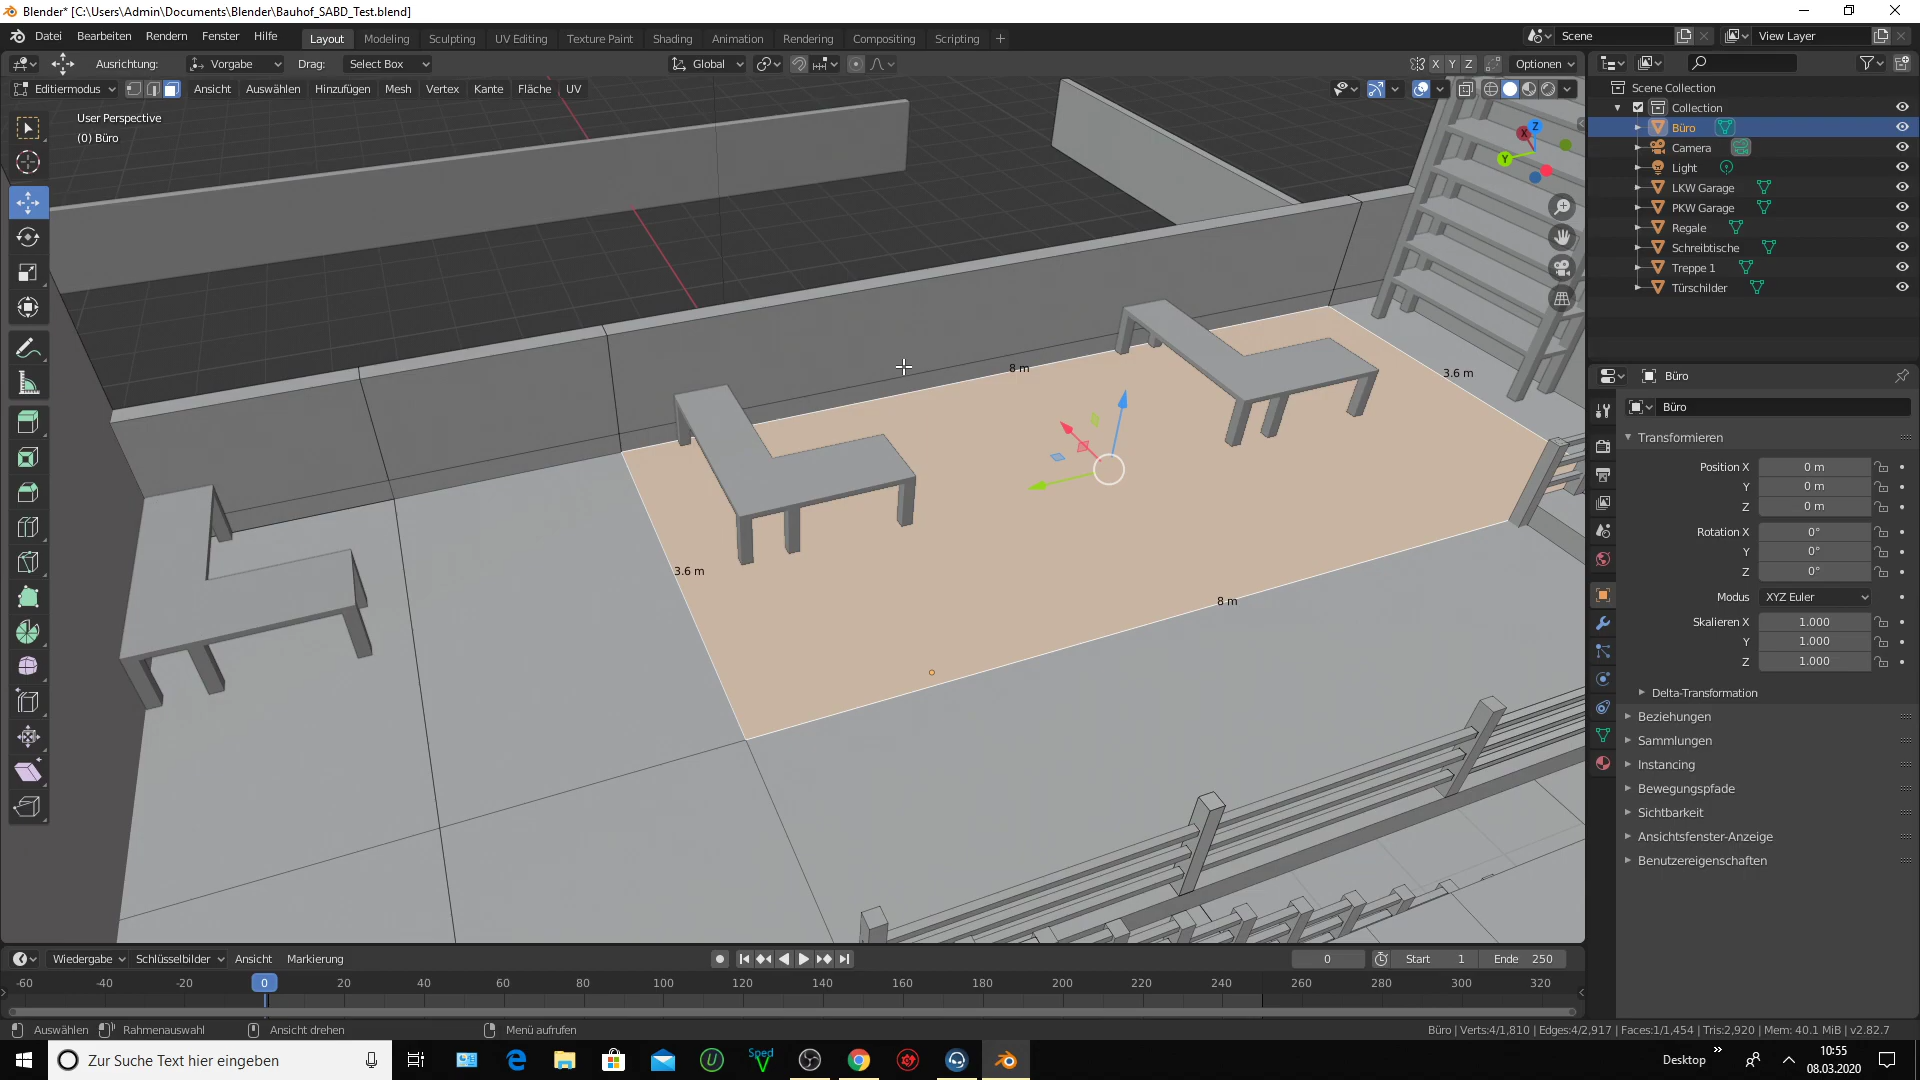 Blender* [C:\Users\Admin\Documents\Blender\Bauhof_SABD_Test.blend]
Datei Bearbeiten Rendern Fenster Hilfe Layout Modeling Sculpting UV Editing Texture Paint Shading Animation Rendering Compositing Scripting + Scene View Layer
Ausrichtung: Vorgabe Drag: Select Box Global X Y Z Optionen
Editiermodus Ansicht Auswählen Hinzufügen Mesh Vertex Kante Fläche UV
User Perspective
(0) Büro
X Z
Y
8 m
3.6 m
3.6 m
8 m
Scene Collection
Collection
Büro
Camera
Light
LKW Garage
PKW Garage
Regale
Schreibtische
Treppe 1
Türschilder
Büro
Büro
Transformieren
Position X 0 m
Y 0 m
Z 0 m
Rotation X 0°
Y 0°
Z 0°
Modus XYZ Euler
Skalieren X 1.000
Y 1.000
Z 1.000
Delta-Transformation
Beziehungen
Sammlungen
Instancing
Bewegungspfade
Sichtbarkeit
Ansichtsfenster-Anzeige
Benutzereigenschaften
Wiedergabe Schlüsselbilder Ansicht Markierung 0 Start 1 Ende 250
-60 -40 -20 0 20 40 60 80 100 120 140 160 180 200 220 240 260 280 300 320
Auswählen Rahmenauswahl Ansicht drehen Menü aufrufen Büro | Verts:4/1,810 | Edges:4/2,917 | Faces:1/1,454 | Tris:2,920 | Mem: 40.1 MiB | v2.82.7
Zur Suche Text hier eingeben Sped V Desktop » 10:55
08.03.2020